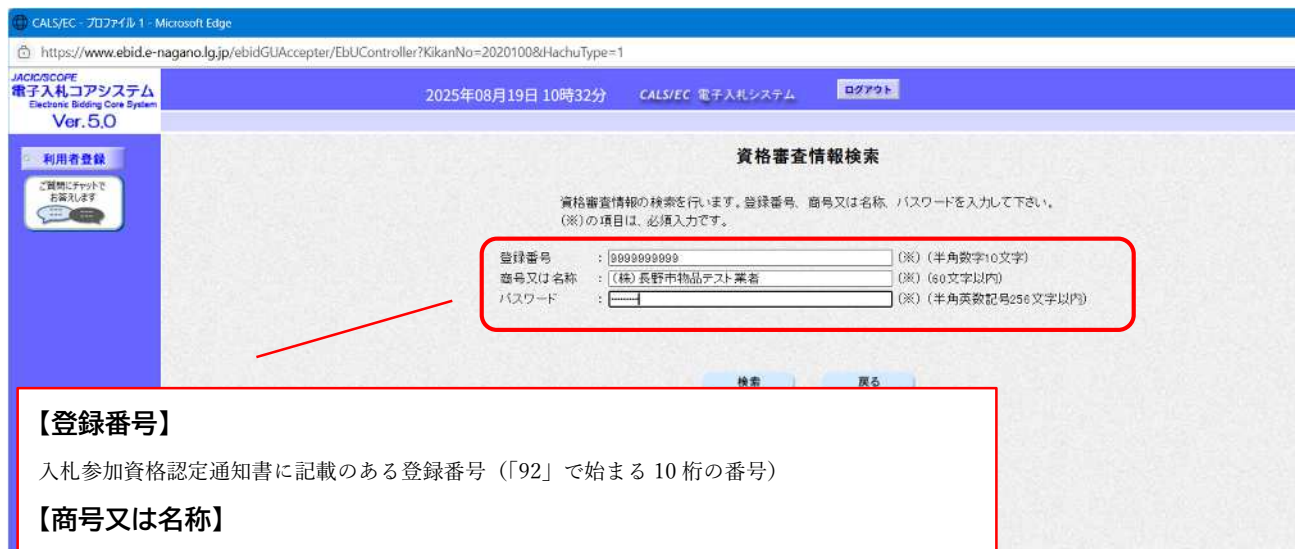 CALS/EC - プロファイル 1 - Microsoft Edge
https://www.ebid.e-nagano.lg.jp/ebidGUAccepter/EbUController?KikanNo=2020100&HachuType=1
JACIC/SCOPE
電子入札コアシステム
Electronic Bidding Core System
Ver.5.0
2025年08月19日 10時32分 CALS/EC 電子入札システム ログアウト
利用者登録
ご質問にチャットで
お答えします
資格審査情報検索
資格審査情報の検索を行います。登録番号、商号又は名称、パスワードを入力して下さい。
(※)の項目は、必須入力です。
登録番号 : 9999999999 (※) (半角数字10文字)
商号又は名称 : (株)長野市物品テスト業者 (※) (60文字以内)
パスワード : (※) (半角英数記号256文字以内)
検索 戻る
【登録番号】
入札参加資格認定通知書に記載のある登録番号(「92」で始まる 10 桁の番号)
【商号又は名称】